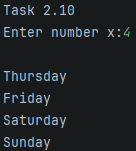 Task 2.10
Enter number x:4
Thursday
Friday
Saturday
Sunday